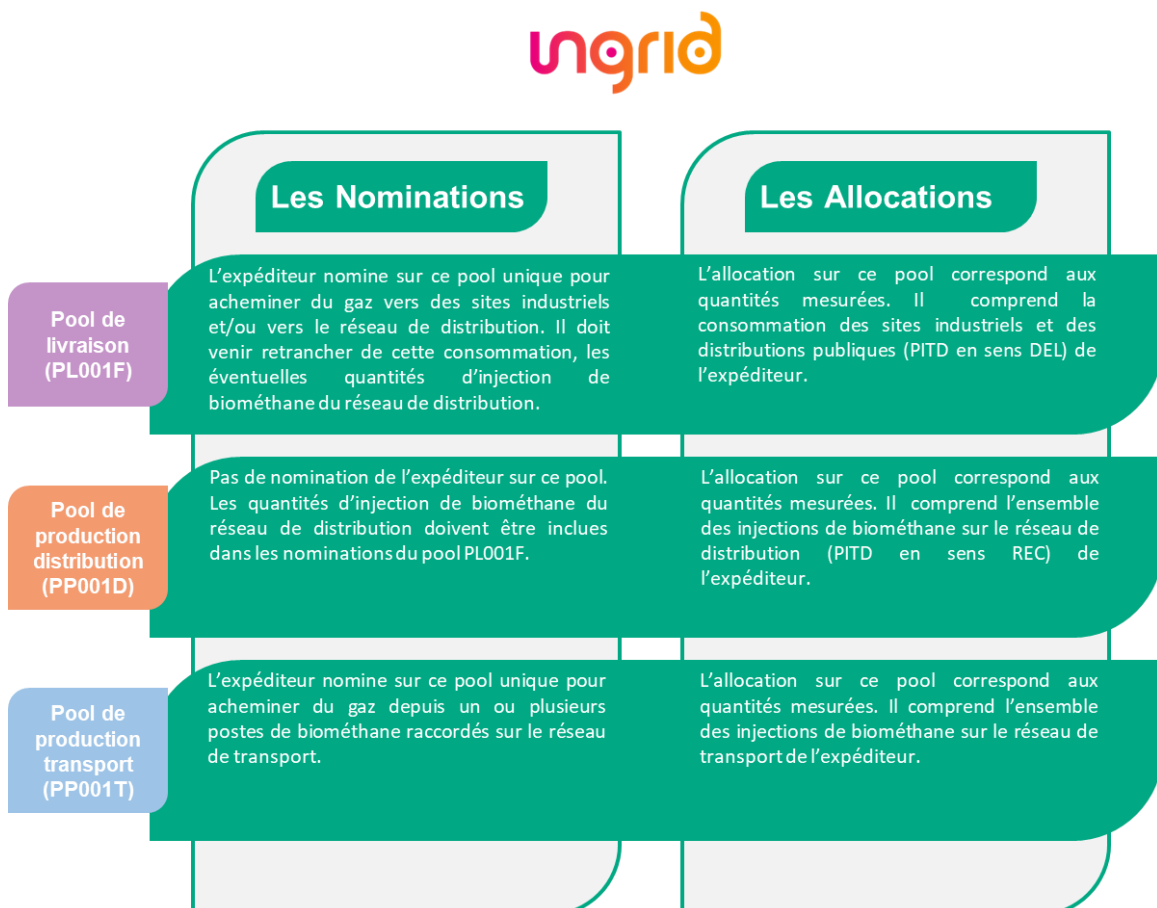 ingrid
Les Nominations
Les Allocations
Pool de
livraison
(PL001F)
L'expéditeur nomine sur ce pool unique pour
acheminer du gaz vers des sites industriels
et/ou vers le réseau de distribution. Il doit
venir retrancher de cette consommation, les
éventuelles quantités d'injection de
biométhane du réseau de distribution.
L'allocation sur ce pool correspond aux
quantités mesurées. Il comprend la
consommation des sites industriels et des
distributions publiques (PITD en sens DEL) de
l'expéditeur.
Pool de
production
distribution
(PP001D)
Pas de nomination de l'expéditeur sur ce pool.
Les quantités d'injection de biométhane du
réseau de distribution doivent être inclues
dans les nominations du pool PL001F.
L'allocation sur ce pool correspond aux
quantités mesurées. Il comprend l'ensemble
des injections de biométhane sur le réseau de
distribution (PITD en sens REC) de
l'expéditeur.
Pool de
production
transport
(PP001T)
L'expéditeur nomine sur ce pool unique pour
acheminer du gaz depuis un ou plusieurs
postes de biométhane raccordés sur le réseau
de transport.
L'allocation sur ce pool correspond aux
quantités mesurées. Il comprend l'ensemble
des injections de biométhane sur le réseau de
transport de l'expéditeur.